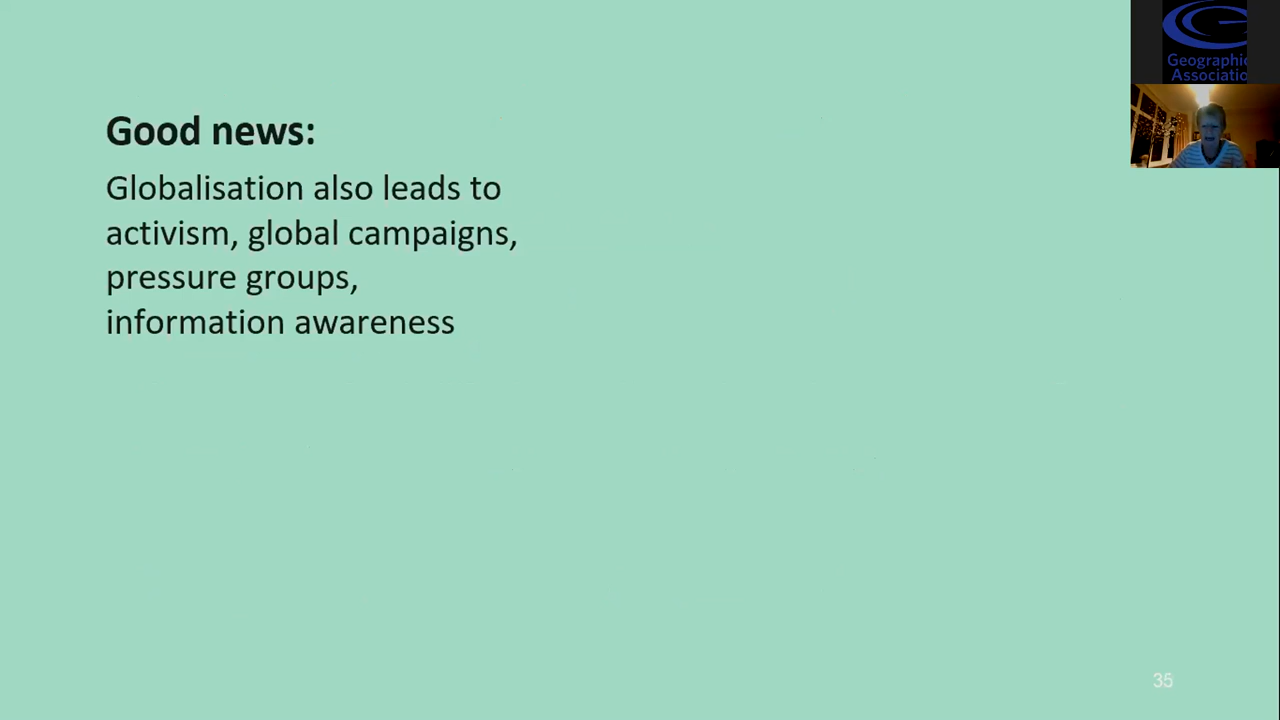 Good news:
Globalisation also leads to
activism, global campaigns,
pressure groups,
information awareness
Geographic
Associatio
35